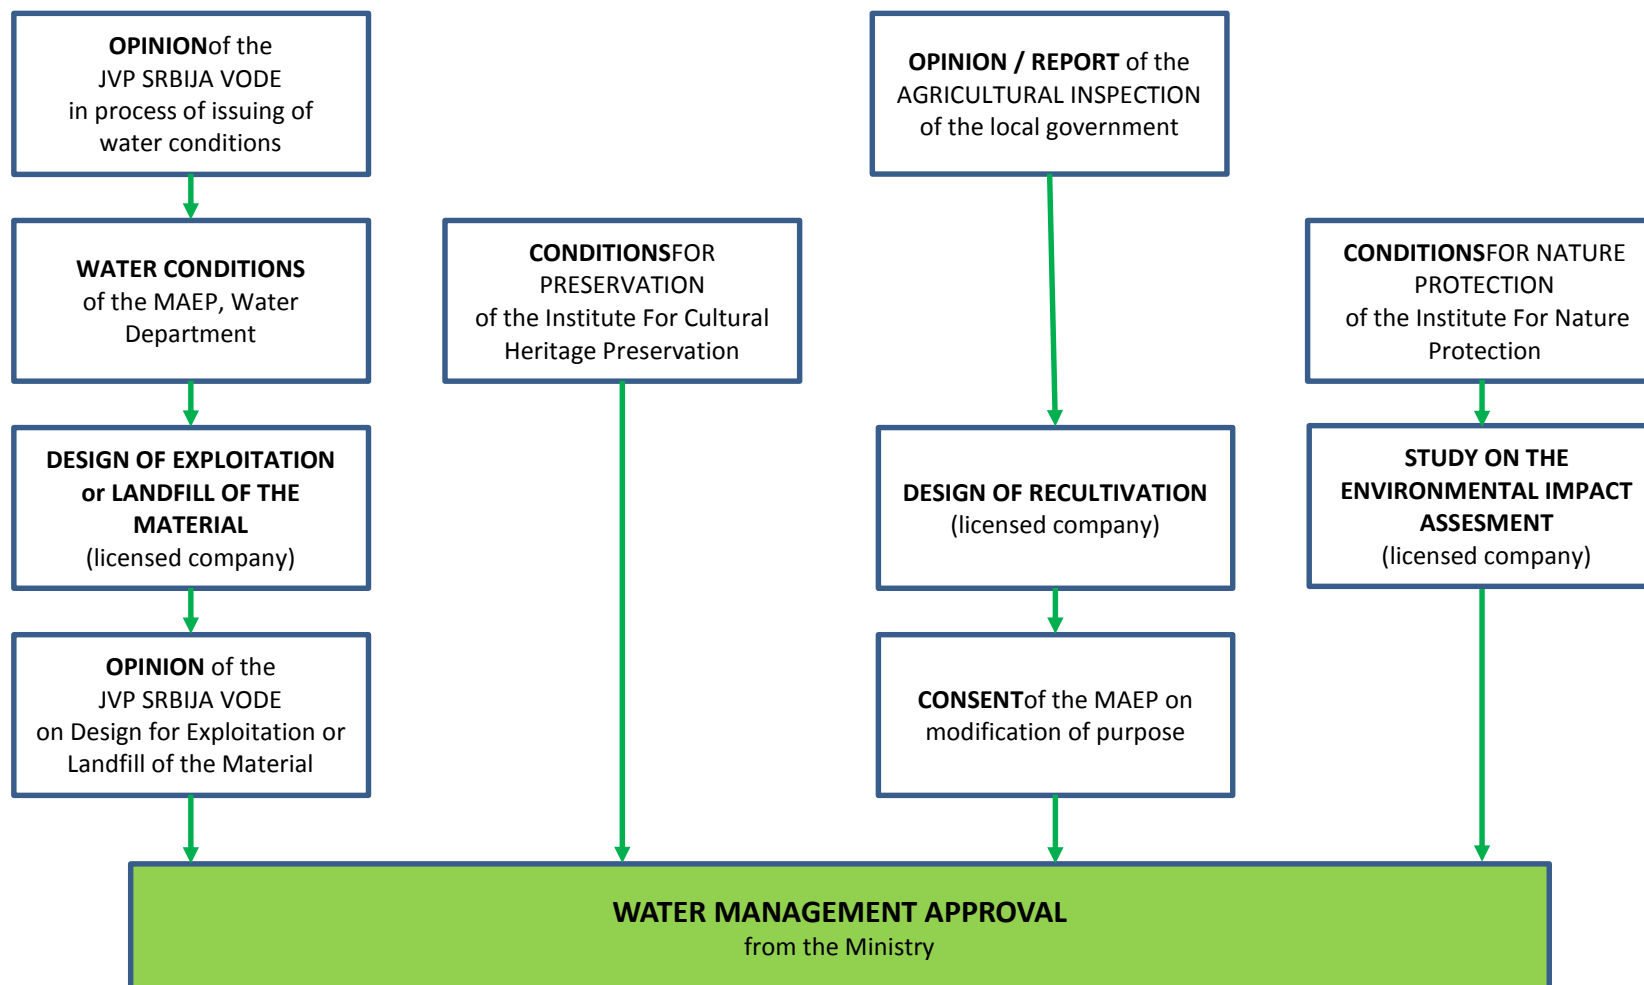 OPINIONof the
JVP SRBIJA VODE
in process of issuing of
water conditions
WATER CONDITIONS
of the MAEP, Water
Department
DESIGN OF EXPLOITATION
or LANDFILL OF THE
MATERIAL
(licensed company)
OPINION of the
JVP SRBIJA VODE
on Design for Exploitation or
Landfill of the Material
CONDITIONSFOR
PRESERVATION
of the Institute For Cultural
Heritage Preservation
OPINION / REPORT of the
AGRICULTURAL INSPECTION
of the local government
DESIGN OF RECULTIVATION
(licensed company)
CONSENTof the MAEP on
modification of purpose
CONDITIONSFOR NATURE
PROTECTION
of the Institute For Nature
Protection
STUDY ON THE
ENVIRONMENTAL IMPACT
ASSESMENT
(licensed company)
WATER MANAGEMENT APPROVAL
from the Ministry